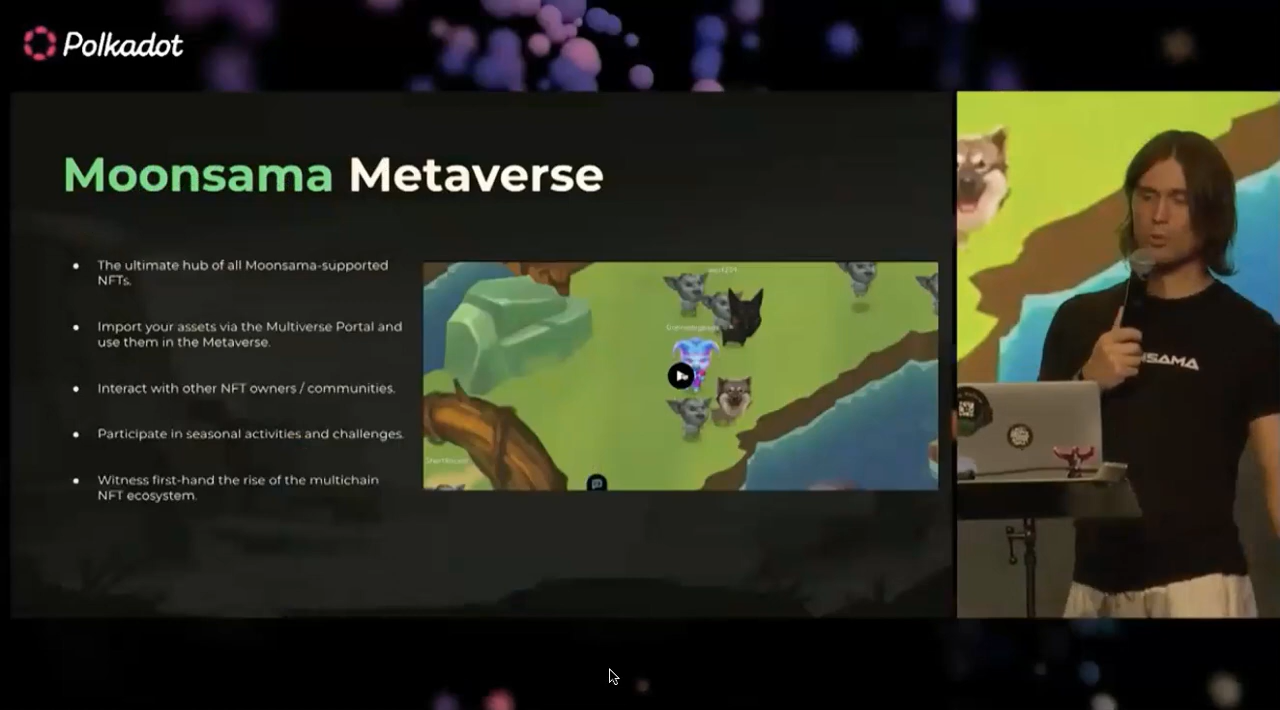 Polkadot
Moonsama Metaverse
The ultimate hub of all Moonsama-supported
NFTs.
Import your assets via the Multiverse Portal and
use them in the Metaverse.
Interact with other NFT owners / communities.
Participate in seasonal activities and challenges.
Witness first-hand the rise of the multichain
NFT ecosystem.
SAMA